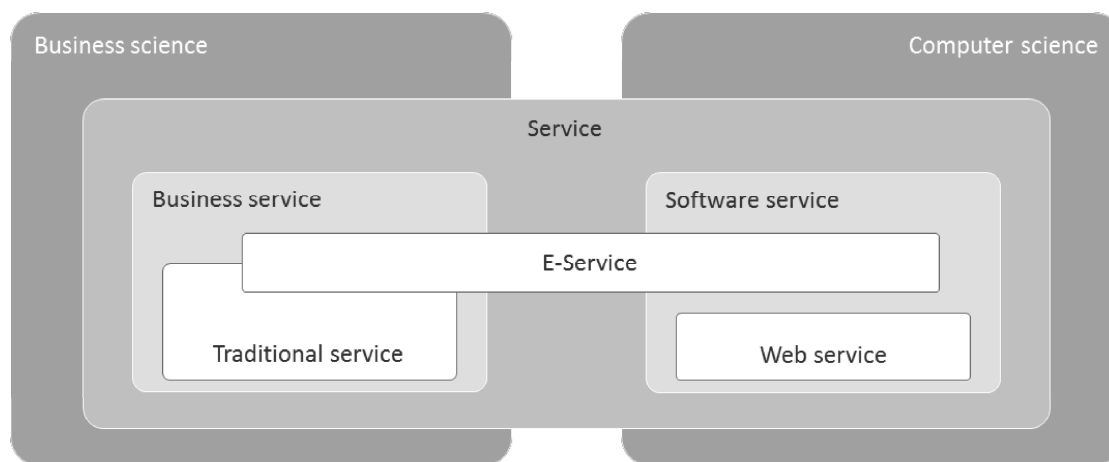 Business science
Computer science
Service
Business service
Software service
E-Service
Traditional service
Web service